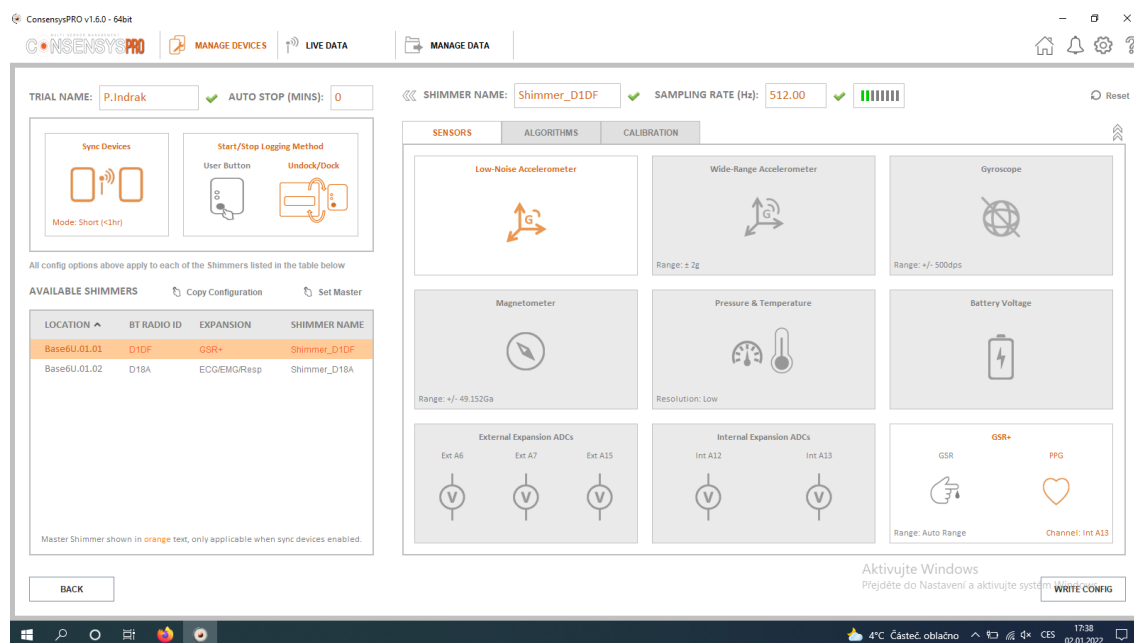 ConsensysPRO v1.6.0 - 64bit
CONSENSYSPRO
MANAGE DEVICES
LIVE DATA
MANAGE DATA
TRIAL NAME: P.Indrak
AUTO STOP (MINS): 0
SHIMMER NAME: Shimmer_D1DF
SAMPLING RATE (Hz): 512.00
Reset
Sync Devices
Mode: Short (<1hr)
Start/Stop Logging Method
User Button
Undock/Dock
All config options above apply to each of the Shimmers listed in the table below
AVAILABLE SHIMMERS
Copy Configuration
Set Master
LOCATION BT RADIO ID EXPANSION SHIMMER NAME
Base6U.01.01 D1DF GSR+ Shimmer_D1DF
Base6U.01.02 D18A ECG/EMG/Resp Shimmer_D18A
Master Shimmer shown in orange text, only applicable when sync devices enabled.
BACK
SENSORS ALGORITHMS CALIBRATION
Low-Noise Accelerometer
G
Wide-Range Accelerometer
G
Range: ± 2g
Gyroscope
Range: +/- 500dps
Magnetometer
Range: +/- 49.152Ga
Pressure & Temperature
Resolution: Low
Battery Voltage
External Expansion ADCs
Ext A6 Ext A7 Ext A15
V V V
Internal Expansion ADCs
Int A12 Int A13
V V
GSR+
GSR PPG
Range: Auto Range
Channel: Int A13
Aktivujte Windows
Přejděte do Nastavení a aktivujte systém Windows.
WRITE CONFIG
4°C Částeč. oblačno
CES
17:38
02.01.2022